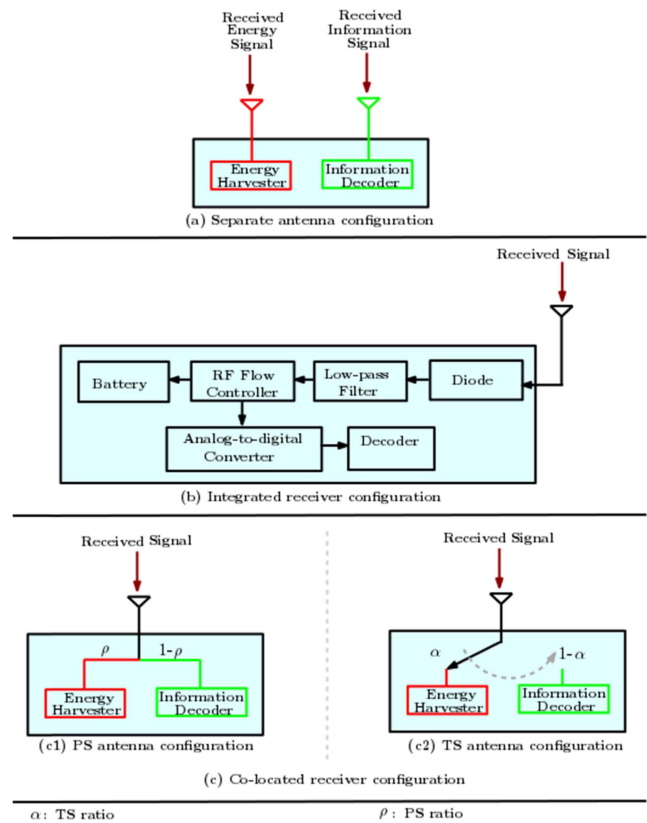 Received
Energy
Signal
Received
Information
Signal
Energy
Harvester
Information
Decoder
(a) Separate antenna configuration
Received Signal
Battery
RF Flow
Controller
Low-pass
Filter
Diode
Analog-to-digital
Converter
Decoder
(b) Integrated receiver configuration
Received Signal
ρ
1-ρ
Energy
Harvester
Information
Decoder
(c1) PS antenna configuration
Received Signal
α
1-α
Energy
Harvester
Information
Decoder
(c2) TS antenna configuration
(c) Co-located receiver configuration
α: TS ratio
ρ: PS ratio